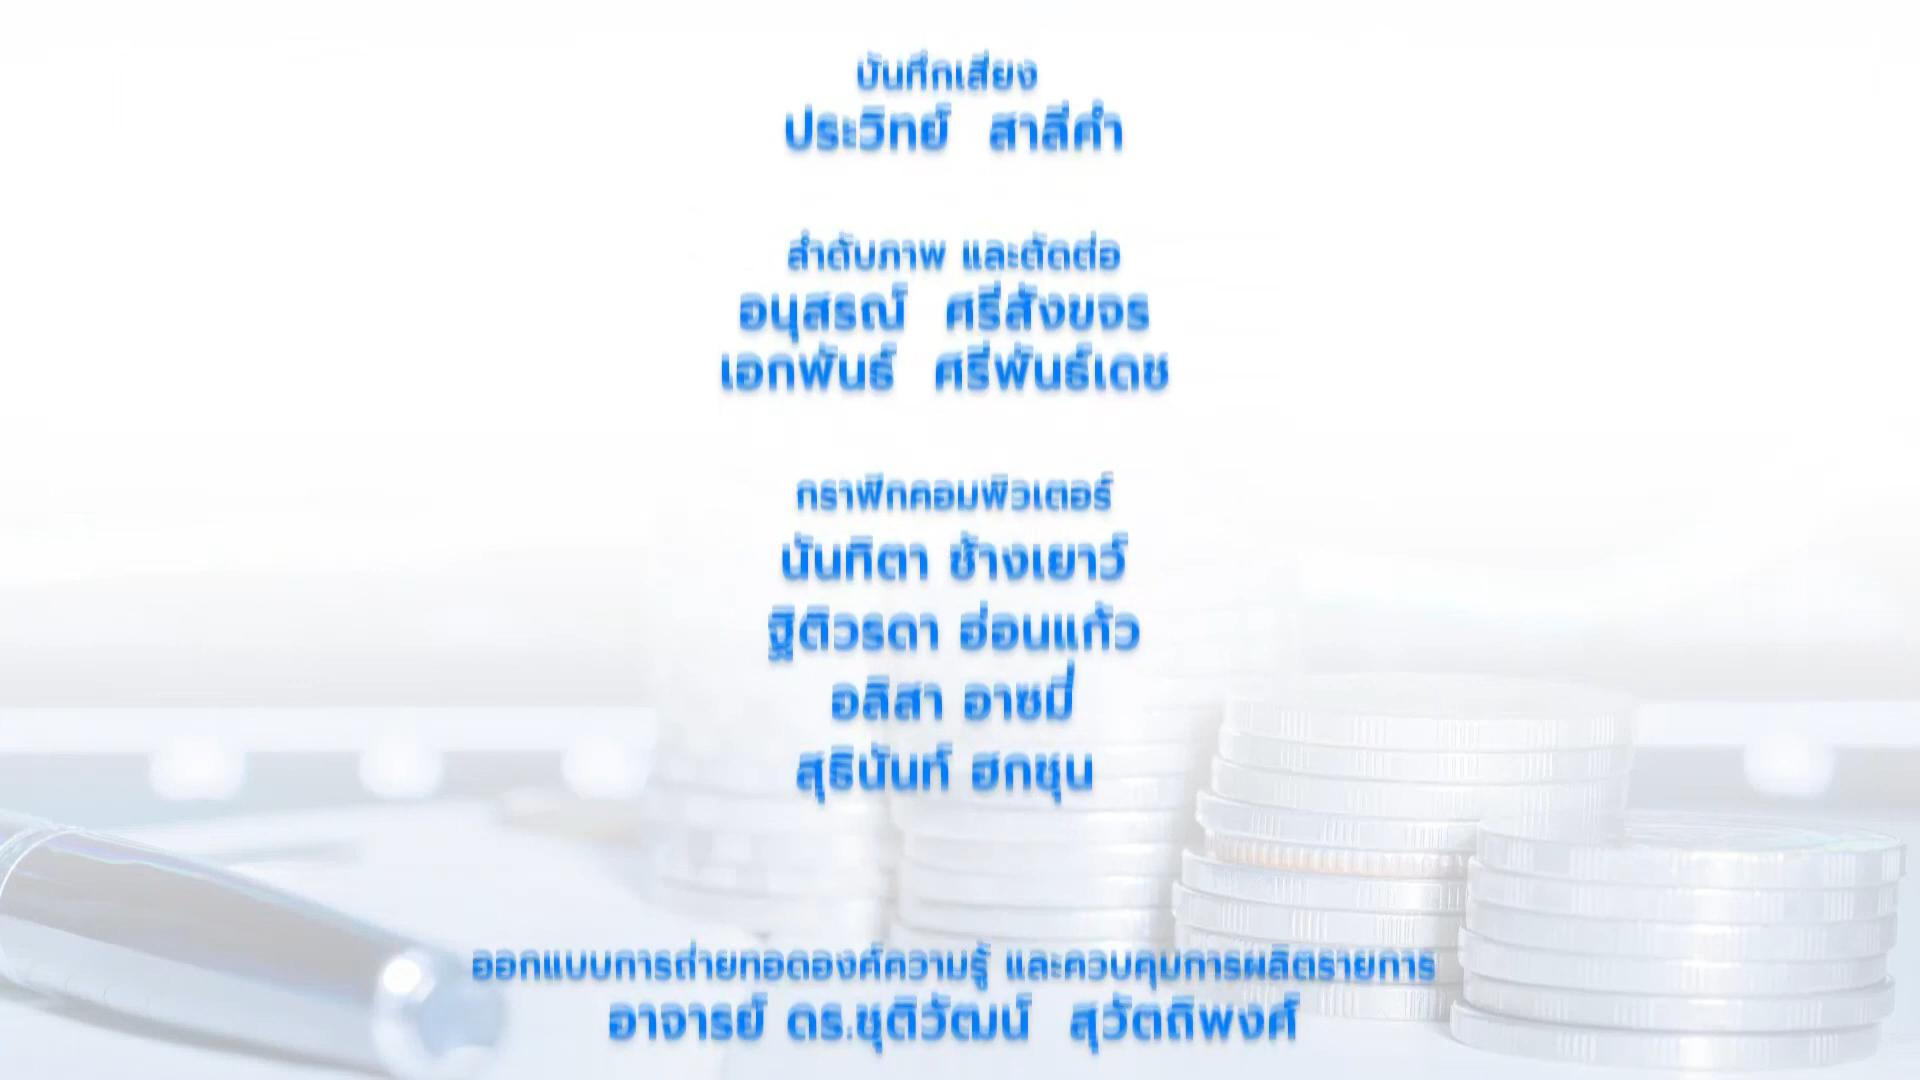 บันทึกเสียง
ประวิทย์ สาลีคำ
ลำดับภาพ และตัดต่อ
อนุสรณ์ ศรีสังขจร
เอกพันธ์ ศรีพันธ์เดช
กราฟิกคอมพิวเตอร์
นันทิตา ช้างเยาว์
ฐิติวรดา อ่อนแก้ว
อลิสา อาซมี่
สุธินันท์ ฮกชุน
ออกแบบการถ่ายทอดองค์ความรู้ และควบคุมการผลิตรายการ
อาจารย์ ดร.ชุติวัฒน์ สุวัตถิพงศ์